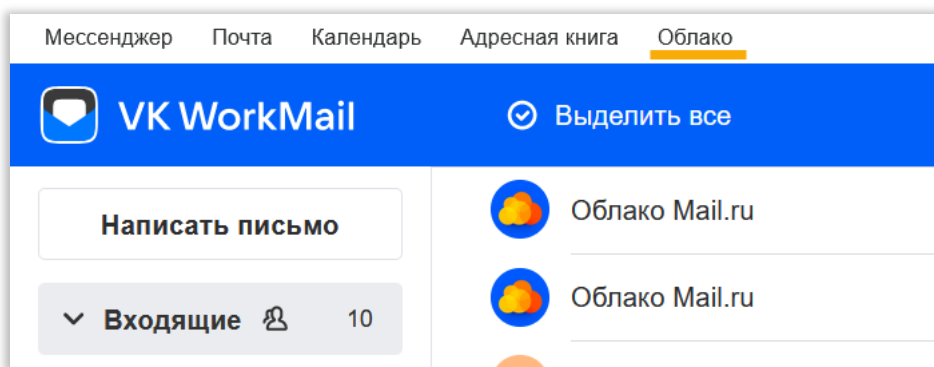 Мессенджер Почта Календарь Адресная книга Облако
VK WorkMail
Выделить все
Написать письмо
Облако Mail.ru
Входящие 10
Облако Mail.ru